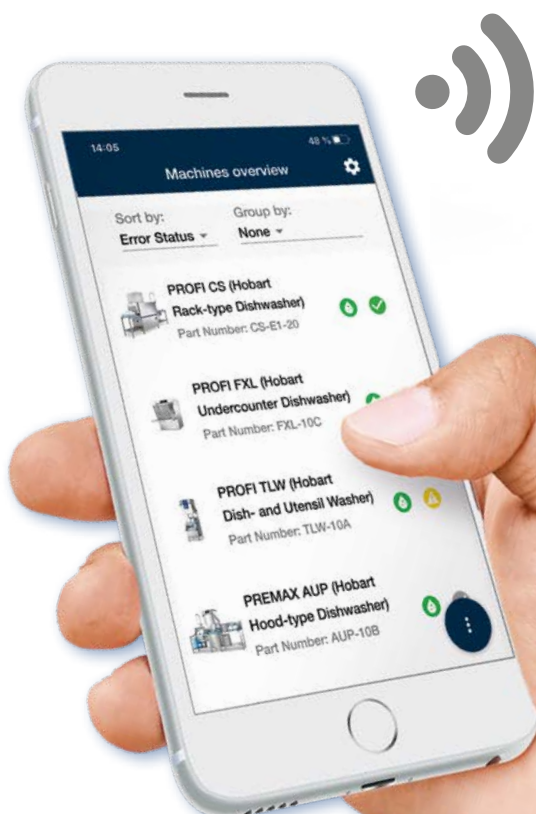 14:05
48 %
Machines overview
Sort by:
Group by:
Error Status
None
PROFI CS (Hobart
Rack-type Dishwasher)
Part Number: CS-E1-20
PROFI FXL (Hobart
Undercounter Dishwasher)
Part Number: FXL-10C
PROFI TLW (Hobart
Dish- and Utensil Washer)
Part Number: TLW-10A
PREMAX AUP (Hobart
Hood-type Dishwasher)
Part Number: AUP-10B